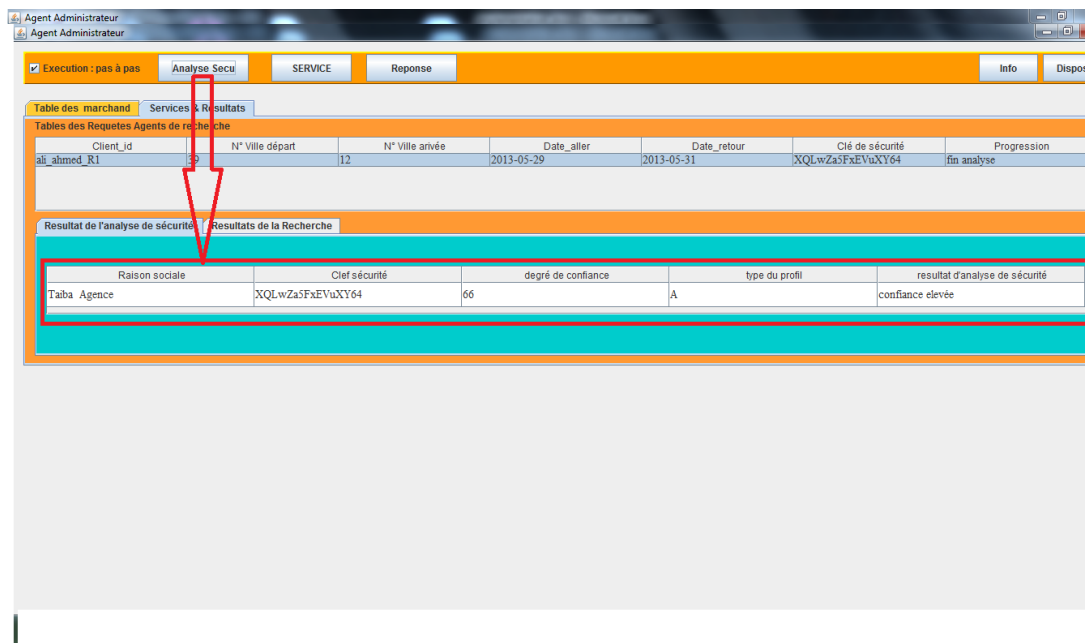 Agent Administrateur
Agent Administrateur
Execution : pas à pas Analyse Secu SERVICE Reponse Info Dispos
Table des marchand Services & Résultats
Tables des Requetes Agents de recherche
Client_id N° Ville départ N° Ville arivée Date_aller Date_retour Clé de sécurité Progression
ali_ahmed_R1 39 12 2013-05-29 2013-05-31 XQLwZa5FxEVuXY64 fin analyse
Resultat de l'analyse de sécurité Resultats de la Recherche
Raison sociale Clef sécurité degré de confiance type du profil resultat d'analyse de sécurité
Taiba Agence XQLwZa5FxEVuXY64 66 A confiance elevée